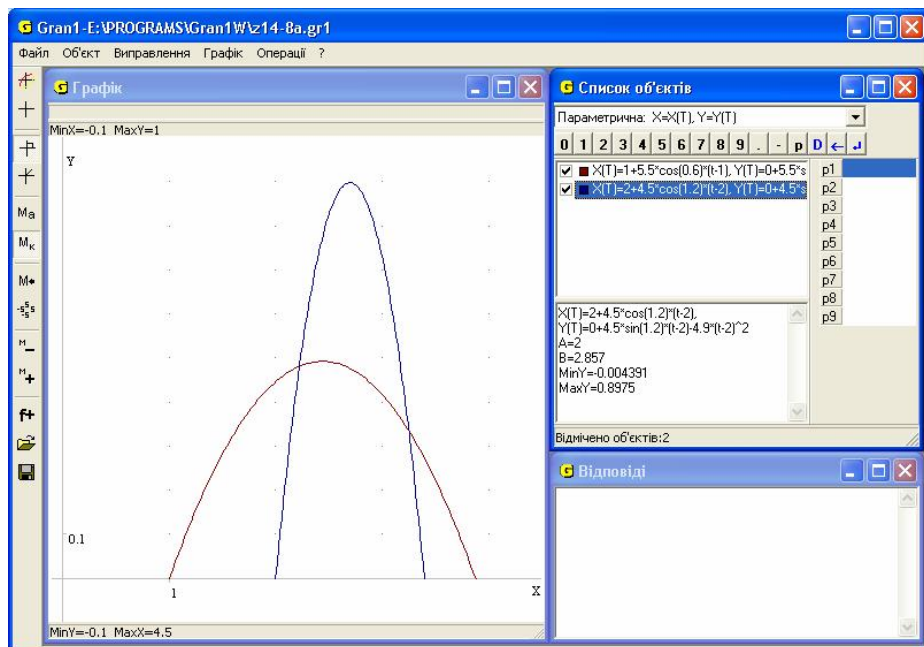 Gran1-E:\PROGRAMS\Gran1W\z14-8a.gr1
Файл Об'єкт Виправлення Графік Операції ?
Графік
MinX=-0.1 MaxY=1
Y
0.1
1
X
MinY=-0.1 MaxX=4.5
Ma
Мк
М+
-s s s
М
–
М
+
f+
Список об'єктів
Параметрична: X=X(T), Y=Y(T)
0 1 2 3 4 5 6 7 8 9 . - p D ← ↲
X(T)=1+5.5*cos(0.6)*(t-1), Y(T)=0+5.5*s
X(T)=2+4.5*cos(1.2)*(t-2), Y(T)=0+4.5*s
p1
p2
p3
p4
p5
p6
p7
p8
p9
X(T)=2+4.5*cos(1.2)*(t-2),
Y(T)=0+4.5*sin(1.2)*(t-2)-4.9*(t-2)^2
A=2
B=2.857
MinY=-0.004391
MaxY=0.8975
Відмічено об'єктів:2
Відповіді